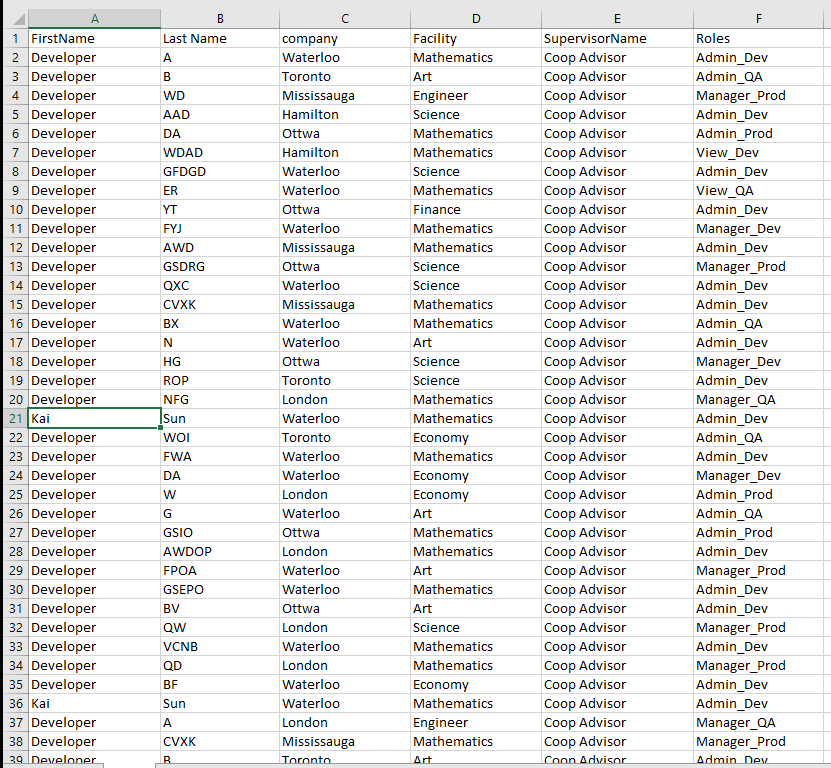 A B C D E F
1 FirstName Last Name company Facility SupervisorName Roles
2 Developer A Waterloo Mathematics Coop Advisor Admin_Dev
3 Developer B Toronto Art Coop Advisor Admin_QA
4 Developer WD Mississauga Engineer Coop Advisor Manager_Prod
5 Developer AAD Hamilton Science Coop Advisor Admin_Dev
6 Developer DA Ottwa Mathematics Coop Advisor Admin_Prod
7 Developer WDAD Hamilton Mathematics Coop Advisor View_Dev
8 Developer GFDGD Waterloo Science Coop Advisor Admin_Dev
9 Developer ER Waterloo Mathematics Coop Advisor View_QA
10 Developer YT Ottwa Finance Coop Advisor Admin_Dev
11 Developer FYJ Waterloo Mathematics Coop Advisor Manager_Dev
12 Developer AWD Mississauga Mathematics Coop Advisor Admin_Dev
13 Developer GSDRG Ottwa Science Coop Advisor Manager_Prod
14 Developer QXC Waterloo Science Coop Advisor Admin_Dev
15 Developer CVXK Mississauga Mathematics Coop Advisor Admin_Dev
16 Developer BX Waterloo Mathematics Coop Advisor Admin_QA
17 Developer N Waterloo Art Coop Advisor Admin_Dev
18 Developer HG Ottwa Science Coop Advisor Manager_Dev
19 Developer ROP Toronto Science Coop Advisor Admin_Dev
20 Developer NFG London Mathematics Coop Advisor Manager_QA
21 Kai Sun Waterloo Mathematics Coop Advisor Admin_Dev
22 Developer WOI Toronto Economy Coop Advisor Admin_QA
23 Developer FWA Waterloo Mathematics Coop Advisor Admin_Dev
24 Developer DA Waterloo Economy Coop Advisor Manager_Dev
25 Developer W London Economy Coop Advisor Admin_Prod
26 Developer G Waterloo Art Coop Advisor Admin_QA
27 Developer GSIO Ottwa Mathematics Coop Advisor Admin_Prod
28 Developer AWDOP London Mathematics Coop Advisor Admin_Dev
29 Developer FPOA Waterloo Art Coop Advisor Manager_Prod
30 Developer GSEPO Waterloo Mathematics Coop Advisor Admin_Dev
31 Developer BV Ottwa Art Coop Advisor Admin_Dev
32 Developer QW London Science Coop Advisor Manager_Prod
33 Developer VCNB Waterloo Mathematics Coop Advisor Admin_Dev
34 Developer QD London Mathematics Coop Advisor Manager_Prod
35 Developer BF Waterloo Economy Coop Advisor Admin_Dev
36 Kai Sun Waterloo Mathematics Coop Advisor Admin_Dev
37 Developer A London Engineer Coop Advisor Manager_QA
38 Developer CVXK Mississauga Mathematics Coop Advisor Manager_Prod
39 Developer B Toronto Art Coop Advisor Admin_Dev